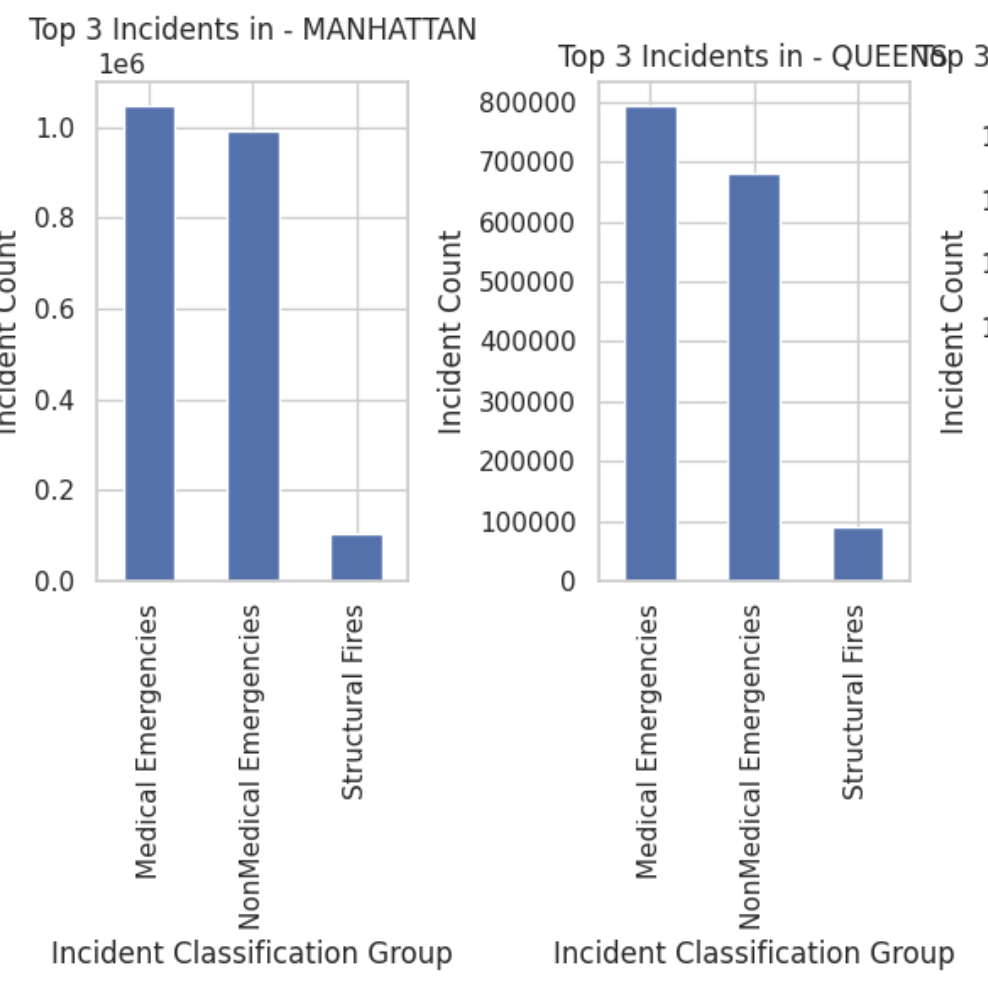 Top 3 Incidents in - MANHATTAN
1e6
1.0
0.8
0.6
0.4
0.2
0.0
Incident Count
Medical Emergencies
NonMedical Emergencies
Structural Fires
Incident Classification Group
Top 3 Incidents in - QUEENS
800000
700000
600000
500000
400000
300000
200000
100000
0
Incident Count
Medical Emergencies
NonMedical Emergencies
Structural Fires
Incident Classification Group
Top 3
Incident Count